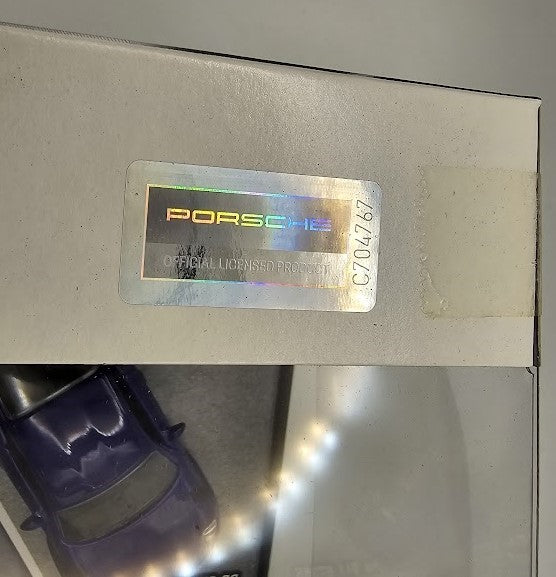 PORSCHE
OFFICIAL LICENSED PRODUCT
C704767